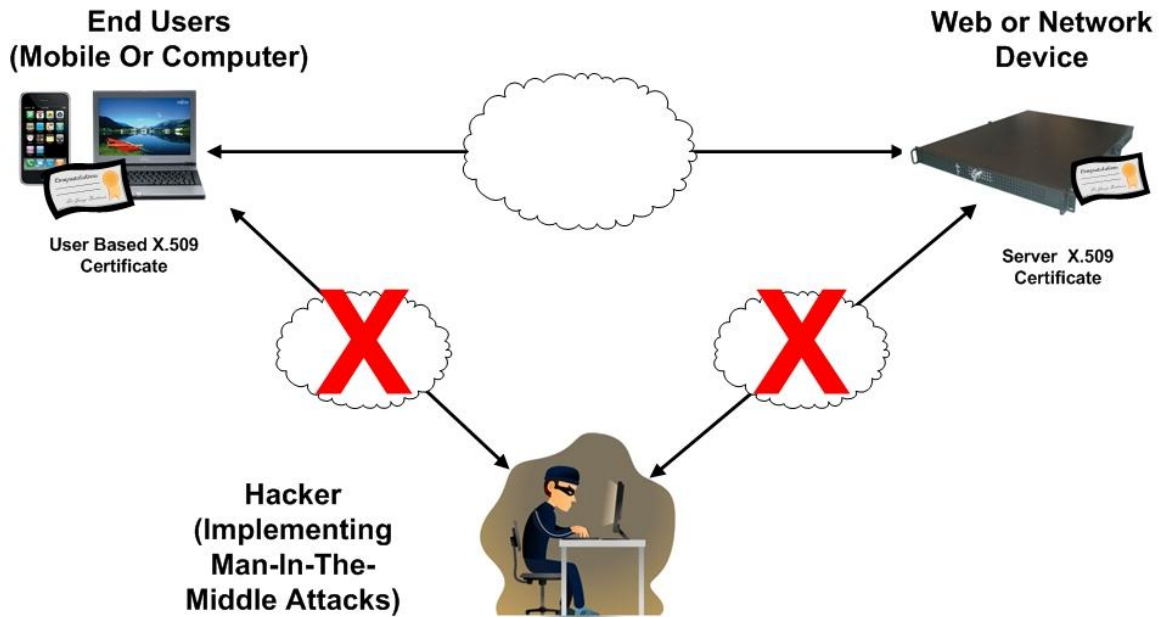 End Users
(Mobile Or Computer)
Web or Network
Device
User Based X.509
Certificate
Server X.509
Certificate
X
X
Hacker
(Implementing
Man-In-The-
Middle Attacks)